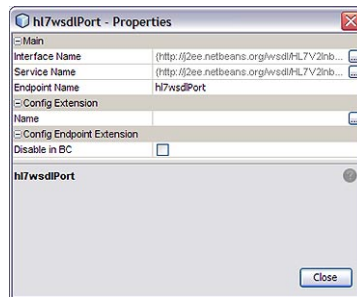 hl7wsdlPort - Properties
Main
Interface Name {http://j2ee.netbeans.org/wsdl/HL7V2Inb... ...
Service Name {http://j2ee.netbeans.org/wsdl/HL7V2Inb... ...
Endpoint Name hl7wsdlPort
Config Extension
Name ...
Config Endpoint Extension
Disable in BC
hl7wsdlPort
Close